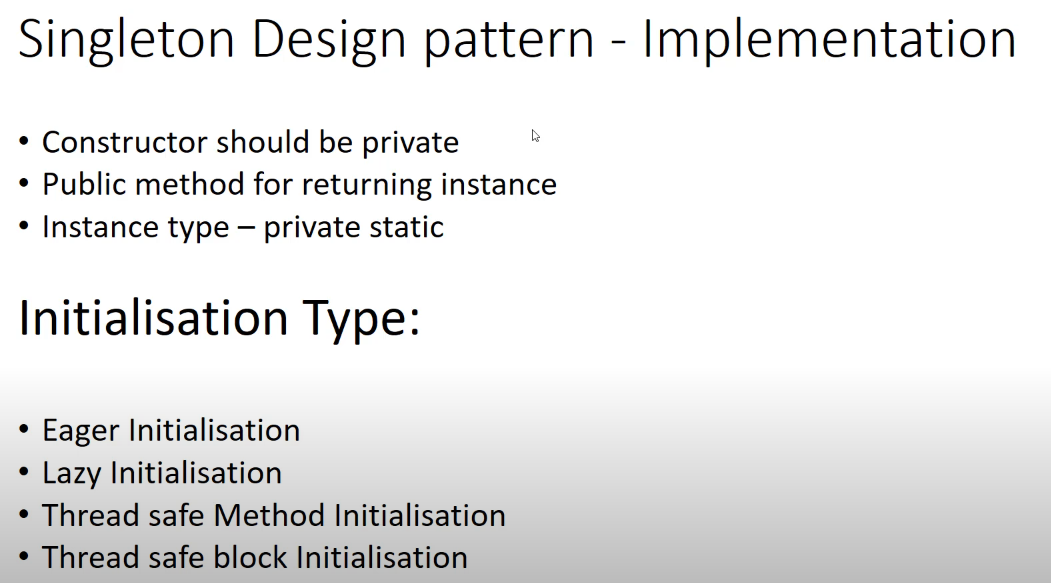 Singleton Design pattern - Implementation
• Constructor should be private
• Public method for returning instance
• Instance type – private static
Initialisation Type:
• Eager Initialisation
• Lazy Initialisation
• Thread safe Method Initialisation
• Thread safe block Initialisation